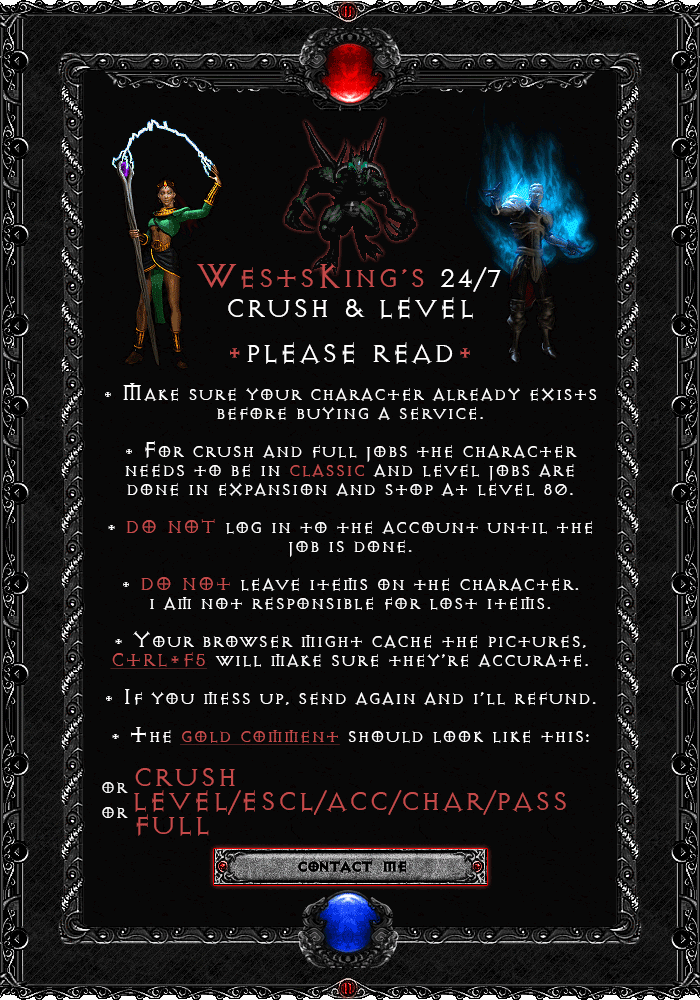 WestsKing's 24/7
CRUSH & LEVEL
PLEASE READ
• Make sure your character already exists
before buying a service.
• For crush and full jobs the character
needs to be in classic and level jobs are
done in expansion and stop at level 80.
• DO NOT log in to the account until the
job is done.
• DO NOT leave items on the character.
I am not responsible for lost items.
• Your browser might cache the pictures,
CTRL+F5 will make sure they're accurate.
• If you mess up, send again and I'll refund.
• The gold comment should look like this:
CRUSH
or LEVEL/ESCL/ACC/CHAR/PASS
or FULL
CONTACT ME